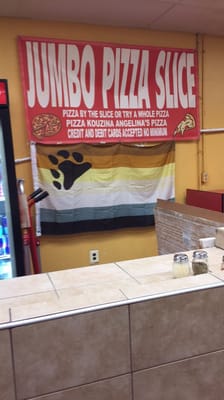 JUMBO PIZZA SLICE
PIZZA BY THE SLICE OR TRY A WHOLE PIZZA
PIZZA KOUZINA ANGELINA'S PIZZA
CREDIT AND DEBIT CARDS ACCEPTED NO MINIMUM